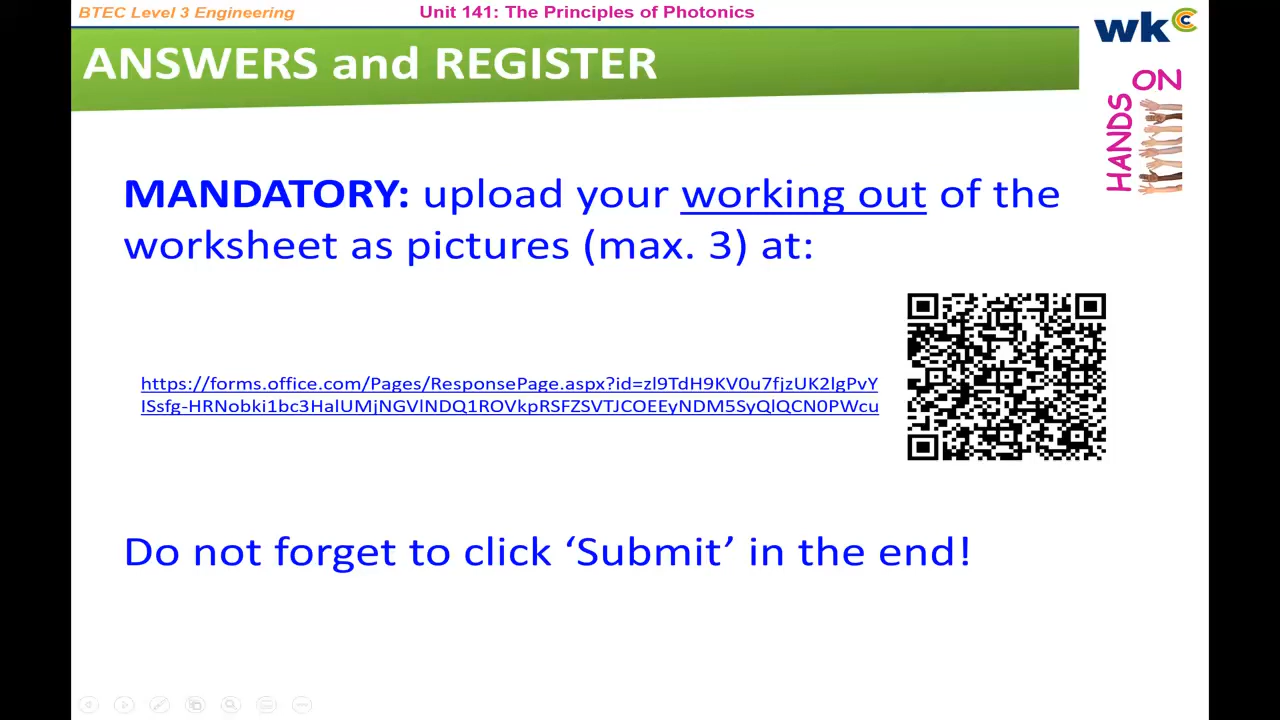 BTEC Level 3 Engineering
Unit 141: The Principles of Photonics
wkc
ANSWERS and REGISTER
HANDS ON
MANDATORY: upload your working out of the
worksheet as pictures (max. 3) at:
https://forms.office.com/Pages/ResponsePage.aspx?id=zl9TdH9KV0u7fjzUK2lgPvY
ISsfg-HRNobki1bc3HalUMjNGVlNDQ1ROVkpRSFZSVTJCOEEyNDM5SyQlQCN0PWcu
Do not forget to click ‘Submit’ in the end!